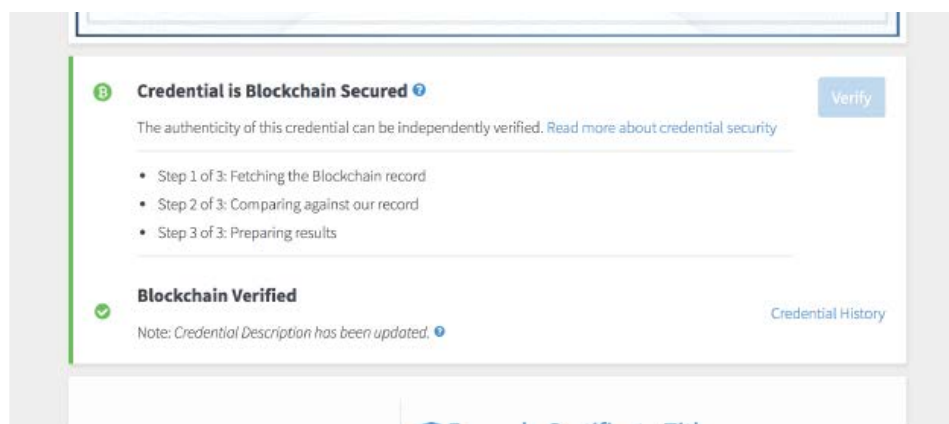 Credential is Blockchain Secured
Verify
The authenticity of this credential can be independently verified. Read more about credential security
• Step 1 of 3: Fetching the Blockchain record
• Step 2 of 3: Comparing against our record
• Step 3 of 3: Preparing results
Blockchain Verified
Credential History
Note: Credential Description has been updated.